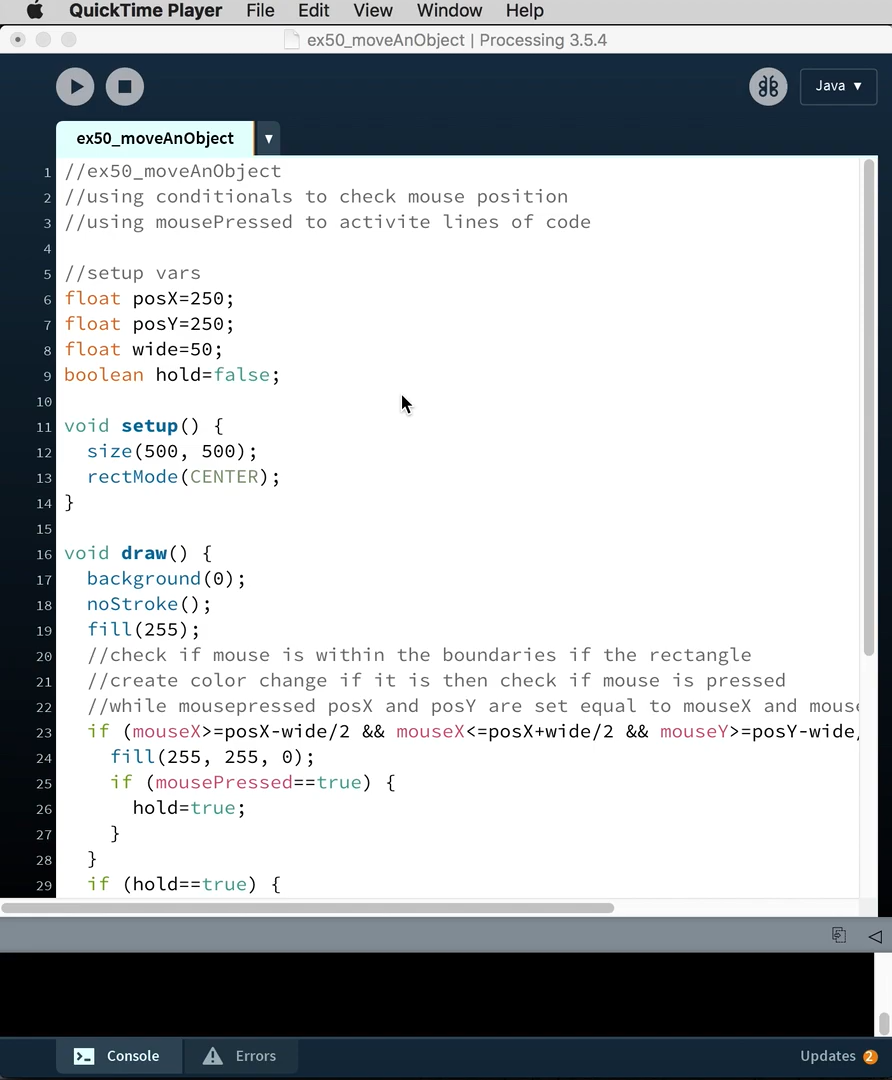 QuickTime Player File Edit View Window Help
ex50_moveAnObject | Processing 3.5.4
Java ▼
ex50_moveAnObject ▼
1 //ex50_moveAnObject
2 //using conditionals to check mouse position
3 //using mousePressed to activite lines of code
4
5 //setup vars
6 float posX=250;
7 float posY=250;
8 float wide=50;
9 boolean hold=false;
10
11 void setup() {
12   size(500, 500);
13   rectMode(CENTER);
14 }
15
16 void draw() {
17   background(0);
18   noStroke();
19   fill(255);
20   //check if mouse is within the boundaries if the rectangle
21   //create color change if it is then check if mouse is pressed
22   //while mousepressed posX and posY are set equal to mouseX and mouse
23   if (mouseX>=posX-wide/2 && mouseX<=posX+wide/2 && mouseY>=posY-wide/
24     fill(255, 255, 0);
25     if (mousePressed==true) {
26       hold=true;
27     }
28   }
29   if (hold==true) {
Console Errors Updates 2